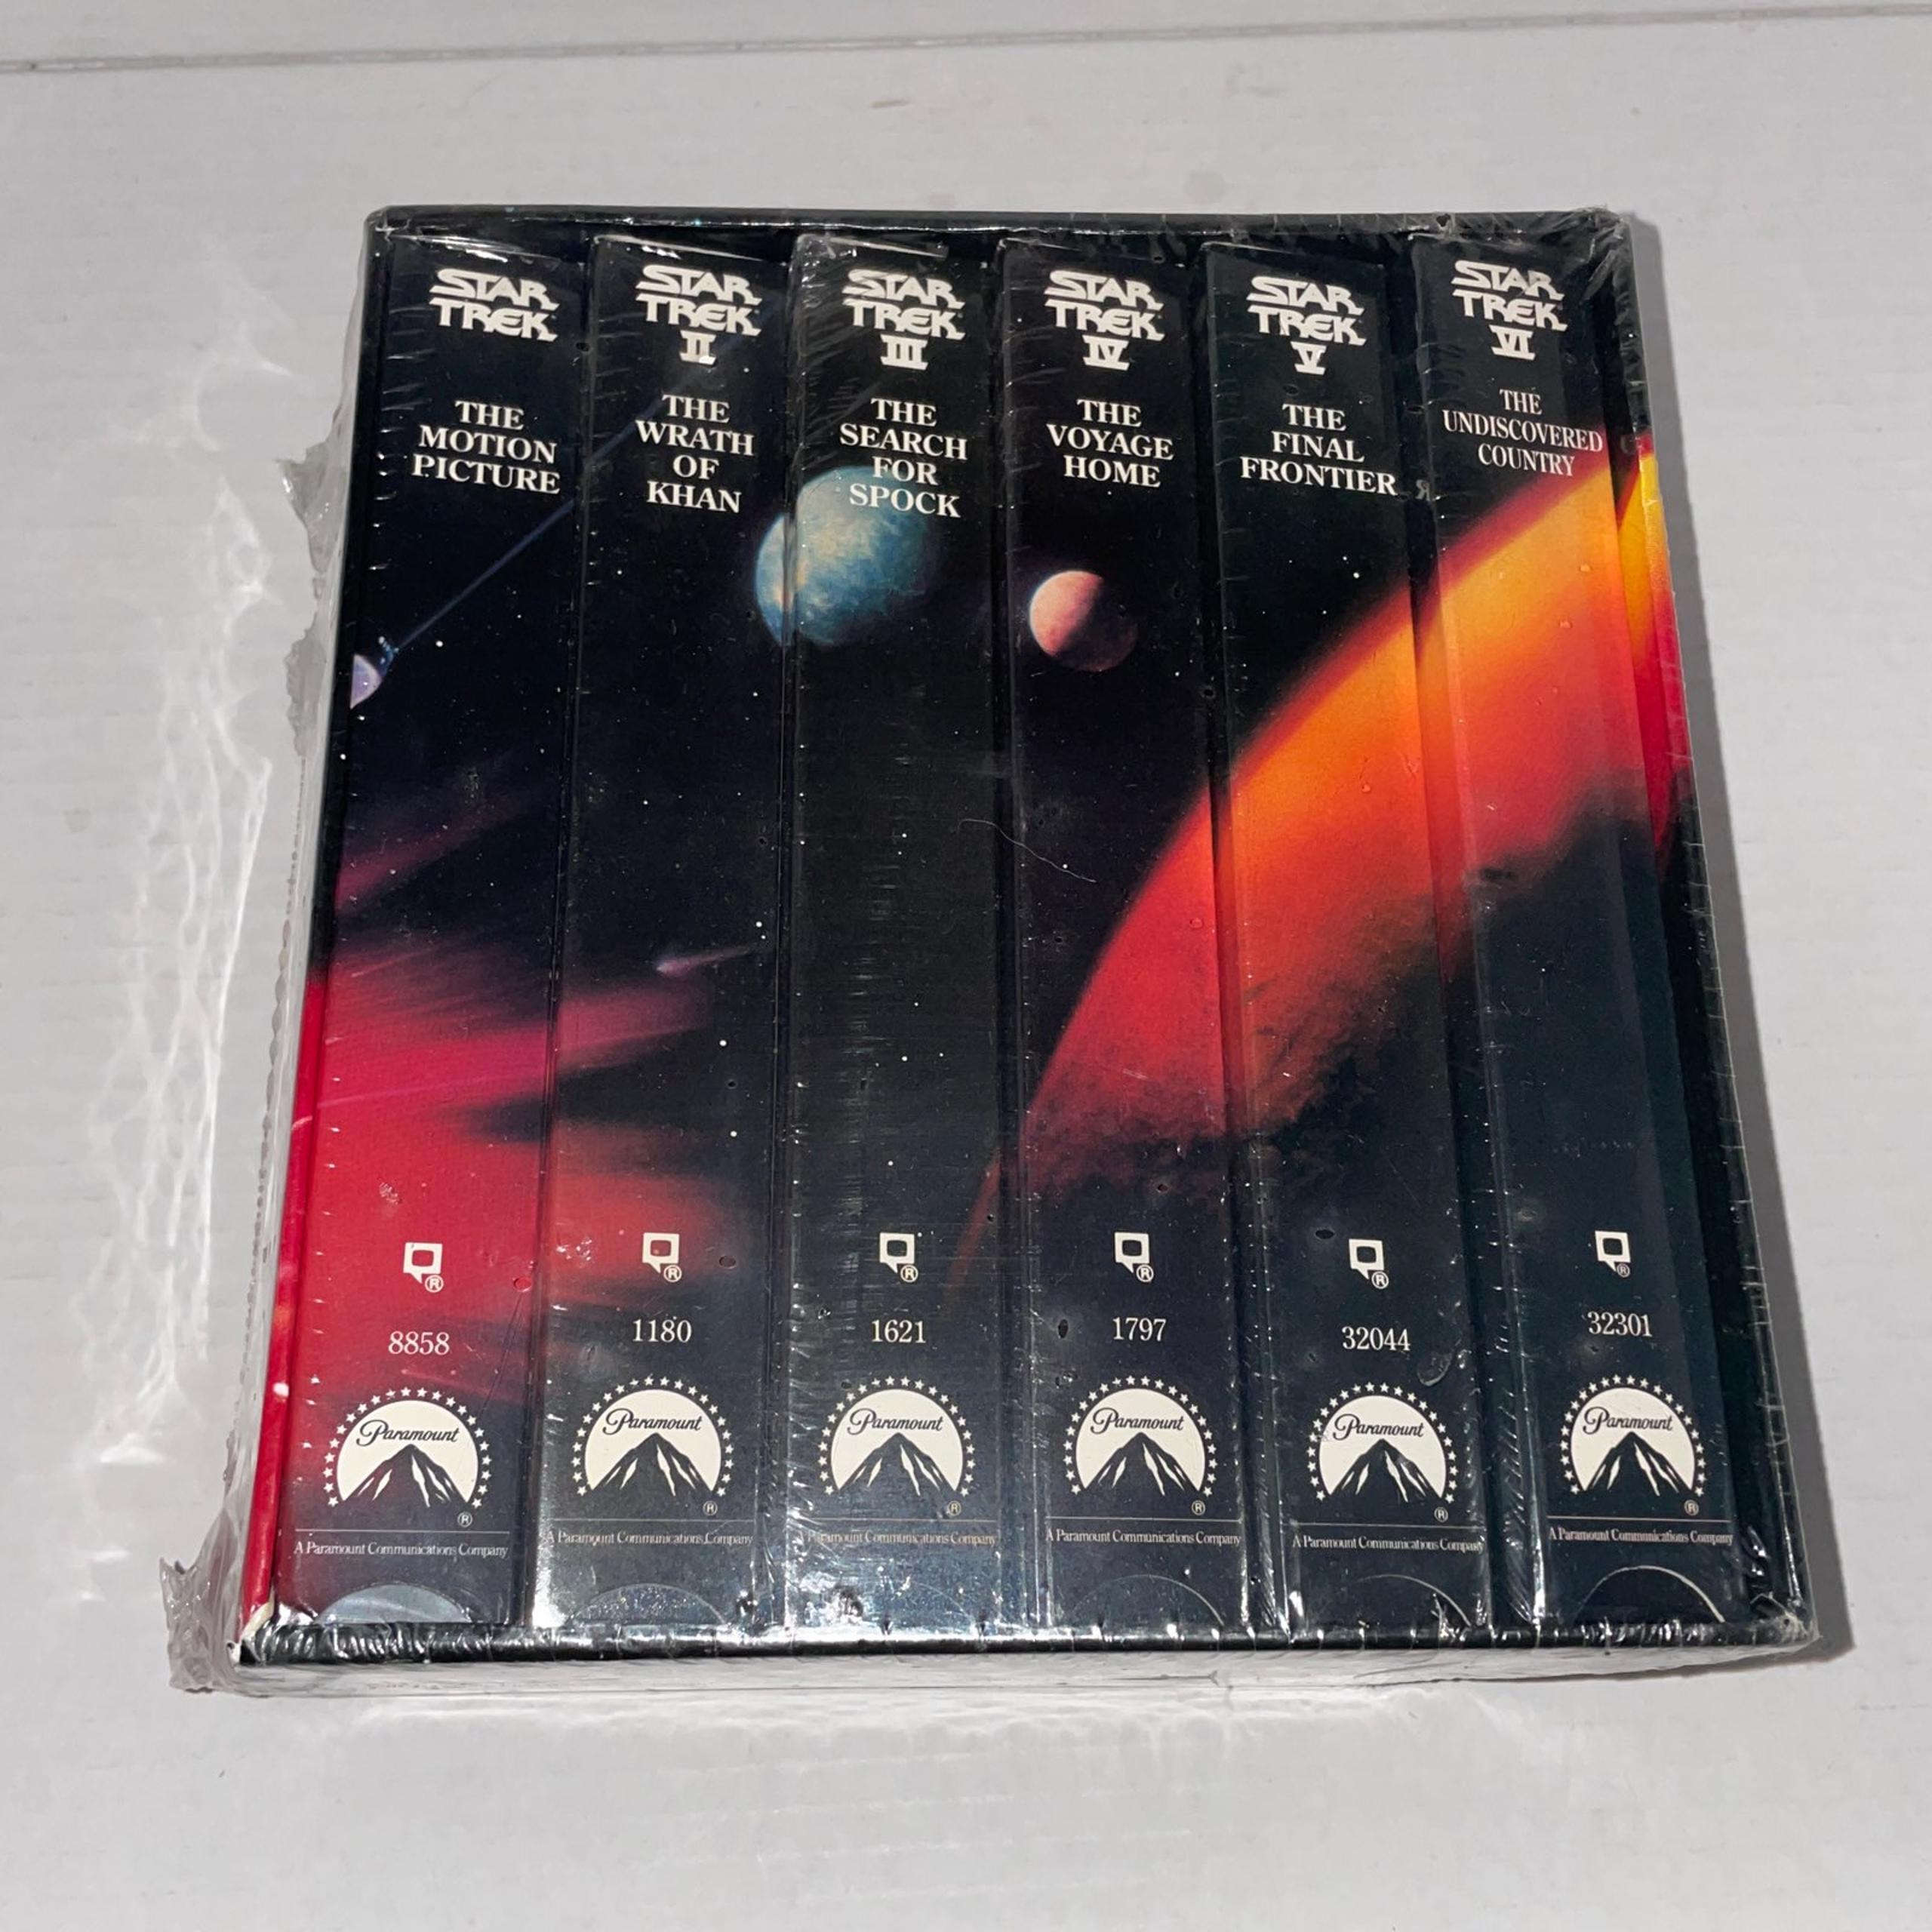 STAR
TREK
THE
MOTION
PICTURE
8858
Paramount
®
A Paramount Communications Company
STAR
TREK
II
THE
WRATH
OF
KHAN
1180
Paramount
®
A Paramount Communications Company
STAR
TREK
III
THE
SEARCH
FOR
SPOCK
1621
Paramount
®
A Paramount Communications Company
STAR
TREK
IV
THE
VOYAGE
HOME
1797
Paramount
®
A Paramount Communications Company
STAR
TREK
V
THE
FINAL
FRONTIER
32044
Paramount
®
A Paramount Communications Company
STAR
TREK
VI
THE
UNDISCOVERED
COUNTRY
32301
Paramount
®
A Paramount Communications Company